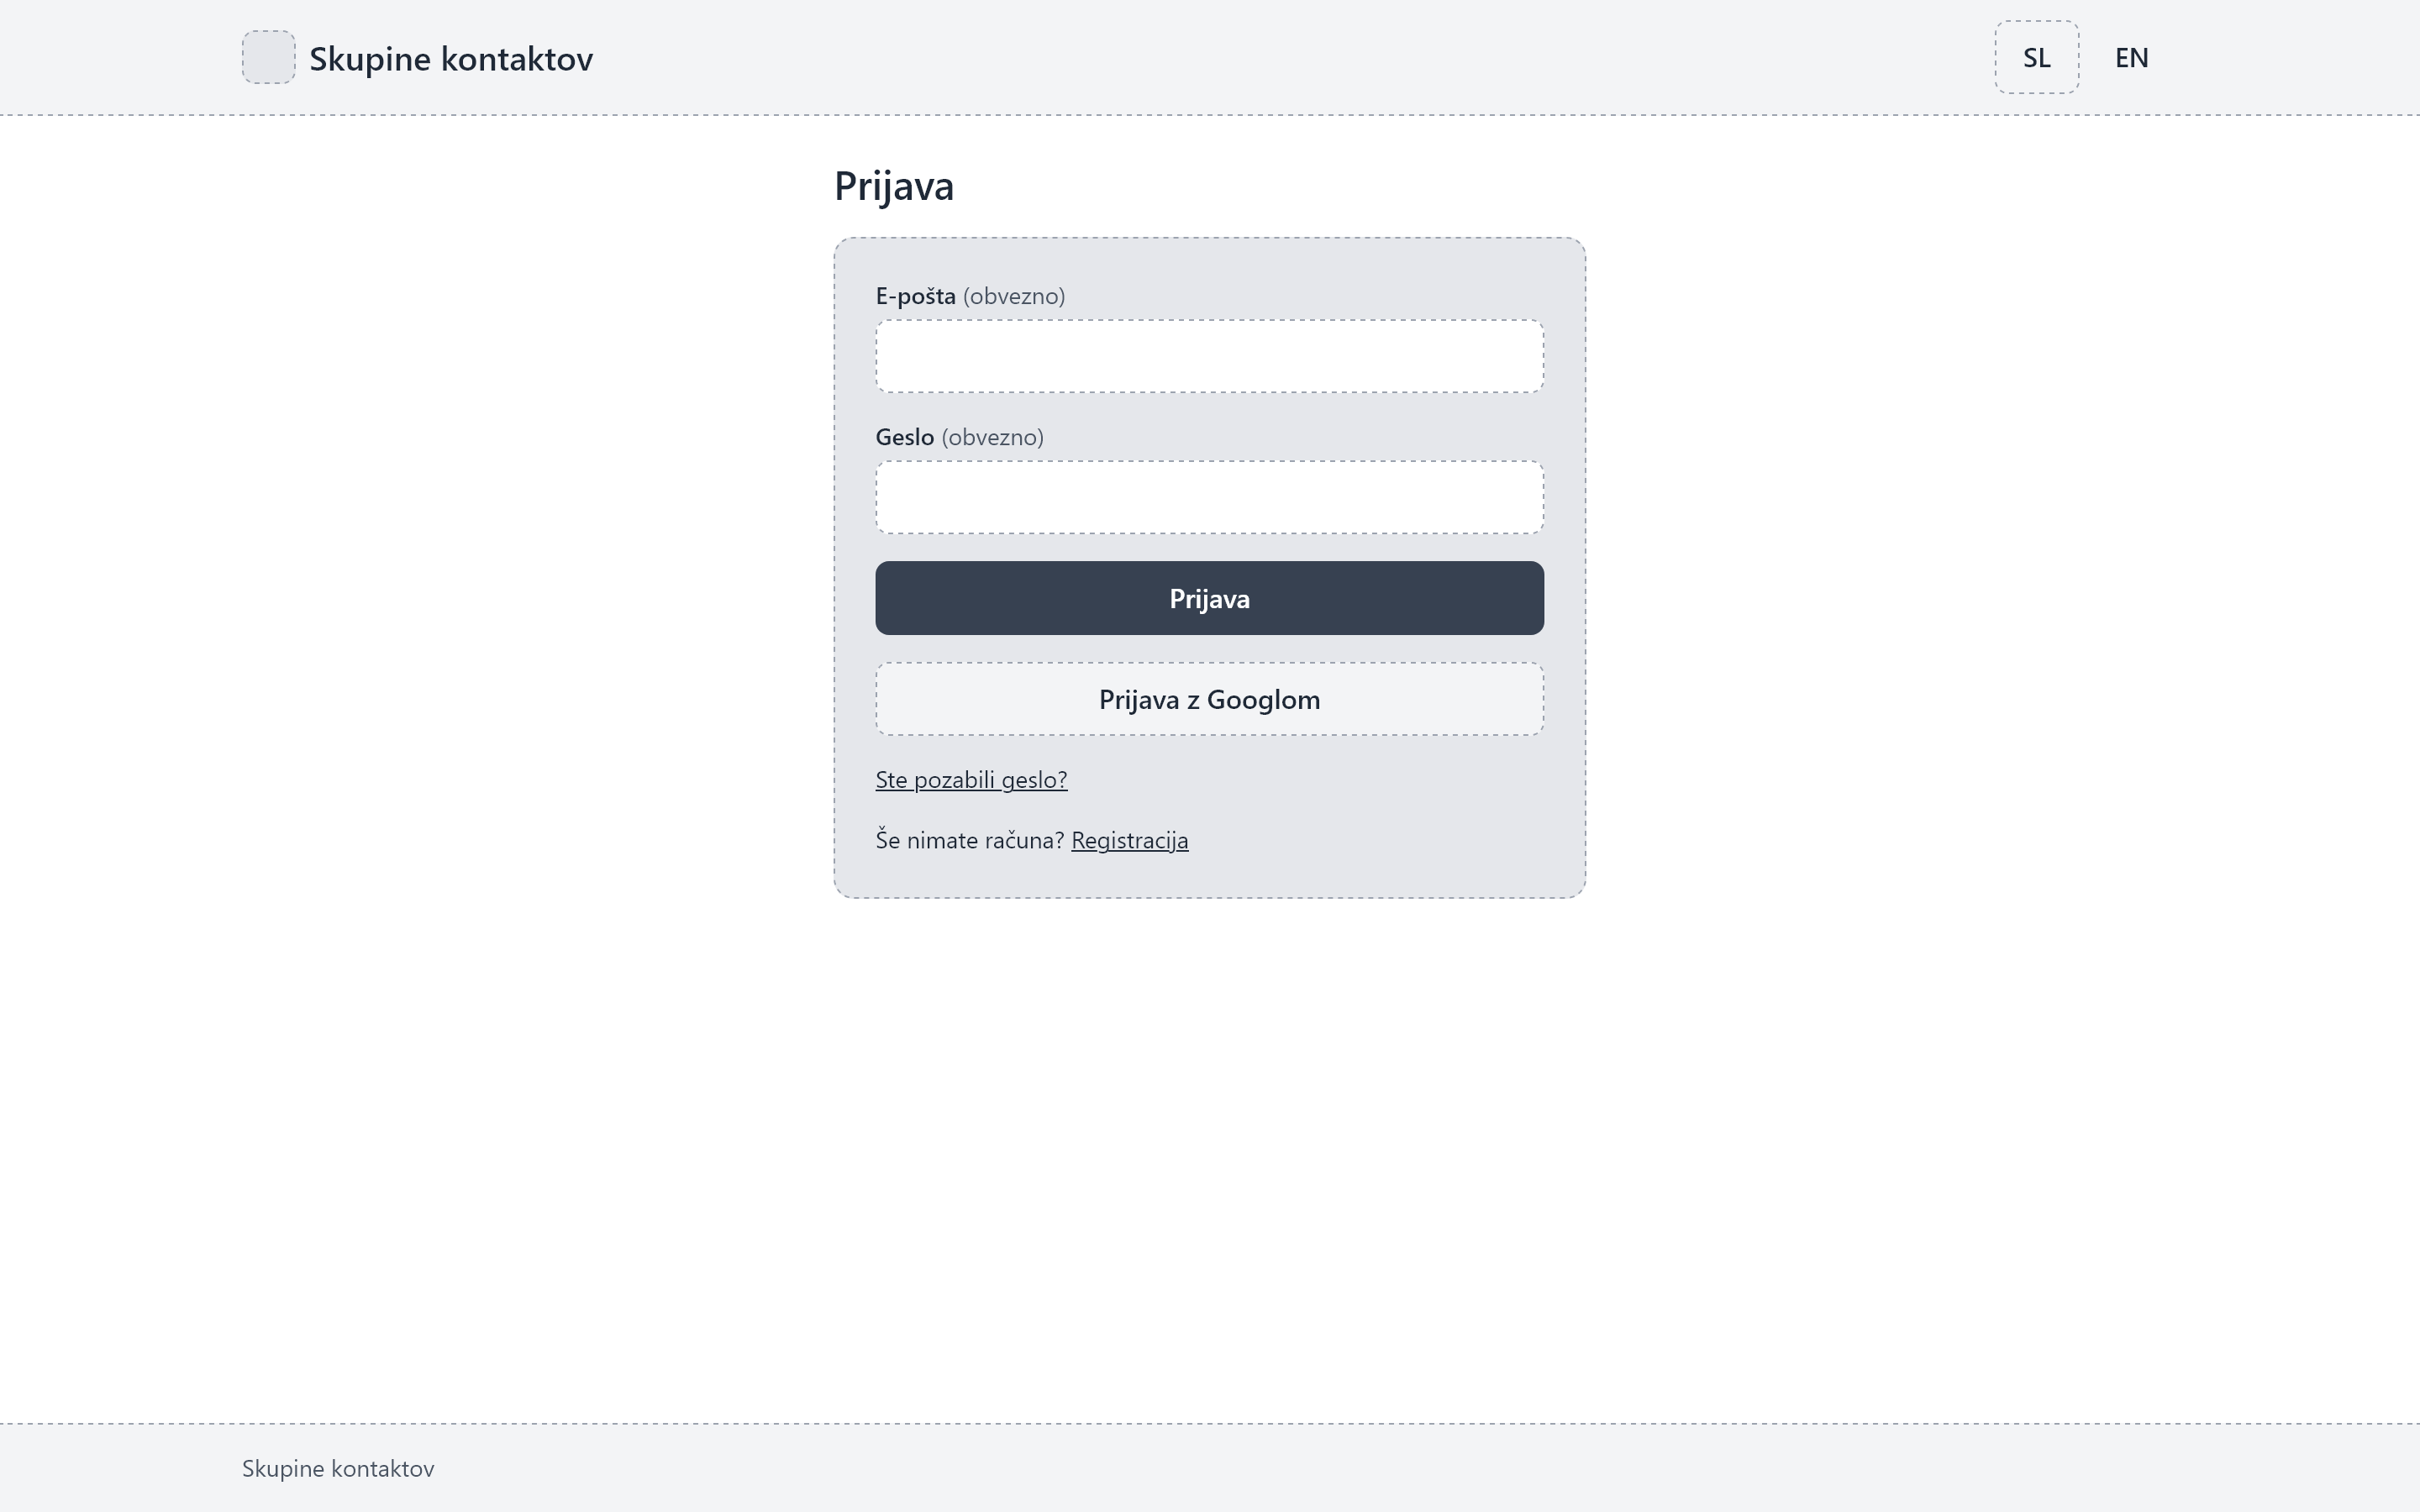 Skupine kontaktov
SL EN
Prijava
E-pošta (obvezno)
Geslo (obvezno)
Prijava
Prijava z Googlom
Ste pozabili geslo?
Še nimate računa? Registracija
Skupine kontaktov